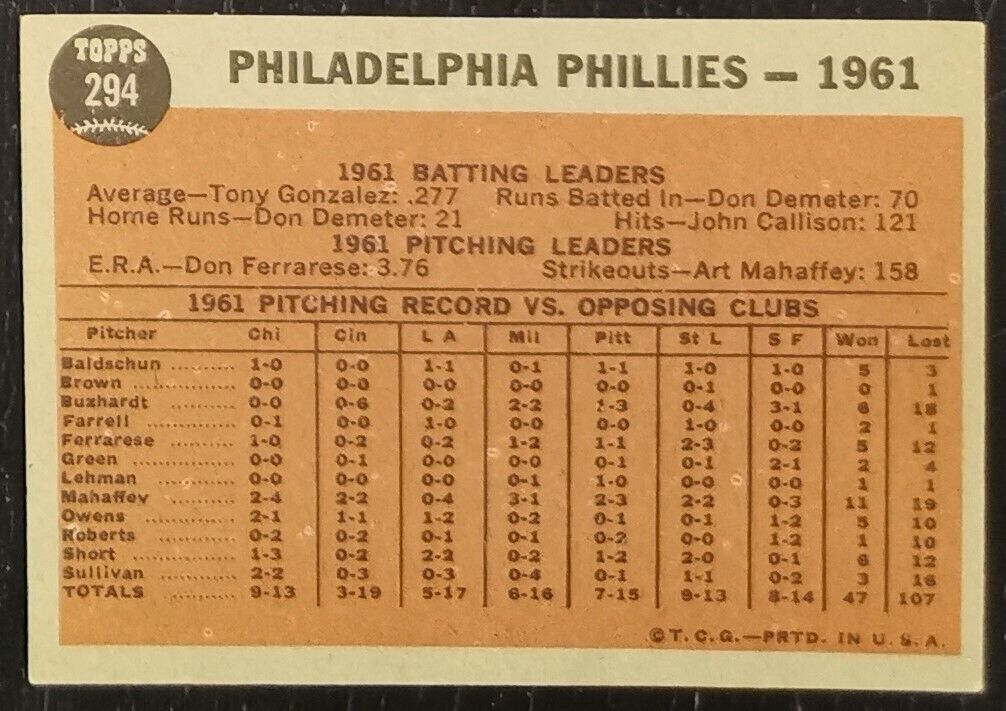 TOPPS
294
PHILADELPHIA PHILLIES — 1961
1961 BATTING LEADERS
Average—Tony Gonzalez: .277 Runs Batted In—Don Demeter: 70
Home Runs—Don Demeter: 21 Hits—John Callison: 121
1961 PITCHING LEADERS
E.R.A.—Don Ferrarese: 3.76 Strikeouts—Art Mahaffey: 158
1961 PITCHING RECORD VS. OPPOSING CLUBS
Pitcher Chi Cin L A Mil Pitt St L S F Won Lost
Baldschun ........ 1-0 0-0 1-1 0-1 1-1 1-0 1-0 5 3
Brown ............ 0-0 0-0 0-0 0-0 0-0 0-1 0-0 0 1
Buzhardt ......... 0-0 0-6 0-2 2-2 1-3 0-4 3-1 6 18
Farrell .......... 0-1 0-0 1-0 0-0 0-0 1-0 0-0 2 1
Ferrarese ........ 1-0 0-2 0-2 1-2 1-1 2-3 0-2 5 12
Green ............ 0-0 0-1 0-0 0-0 0-1 0-1 2-1 2 4
Lehman ........... 0-0 0-0 0-0 0-1 1-0 0-0 0-0 1 1
Mahaffey ......... 2-4 2-2 0-4 3-1 2-3 2-2 0-3 11 19
Owens ............ 2-1 1-1 1-2 0-2 0-1 0-1 1-2 5 10
Roberts .......... 0-2 0-2 0-1 0-1 0-2 0-0 1-2 1 10
Short ............ 1-3 0-2 2-2 0-2 1-2 2-0 0-1 6 12
Sullivan ......... 2-2 0-3 0-3 0-4 0-1 1-1 0-2 3 16
TOTALS 9-13 3-19 5-17 6-16 7-15 9-13 8-14 47 107
© T. C. G.—PRTD. IN U. S. A.